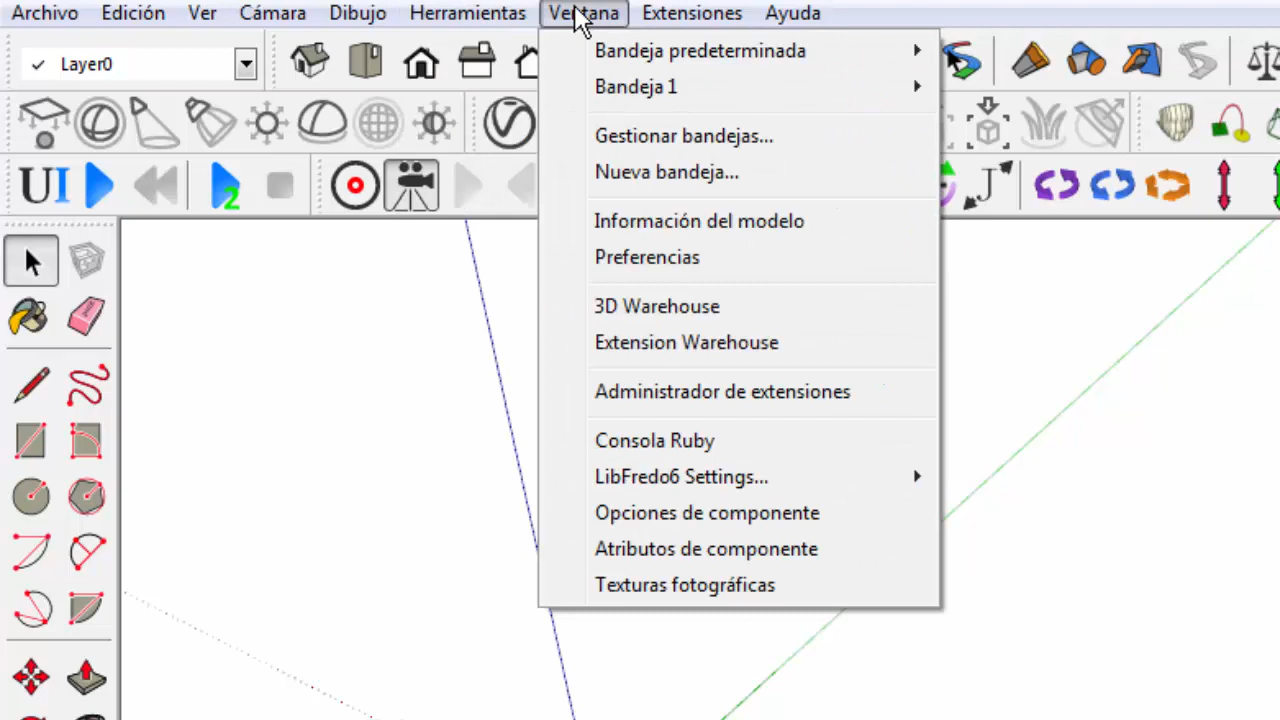 Archivo Edición Ver Cámara Dibujo Herramientas Ventana Extensiones Ayuda
Layer0
Bandeja predeterminada
Bandeja 1
Gestionar bandejas...
Nueva bandeja...
Información del modelo
Preferencias
3D Warehouse
Extension Warehouse
Administrador de extensiones
Consola Ruby
LibFredo6 Settings...
Opciones de componente
Atributos de componente
Texturas fotográficas
UI
2
J